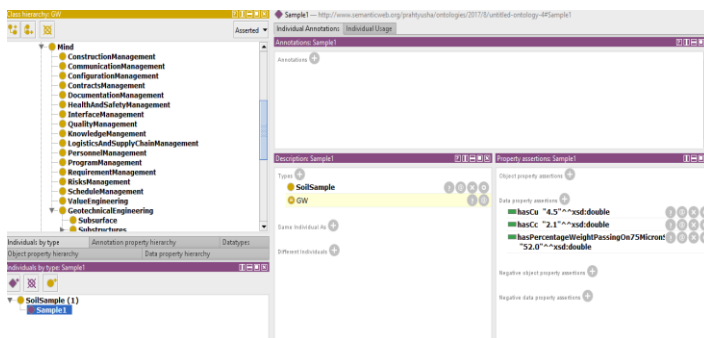 Class hierarchy: GW
Asserted
Mind
ConstructionManagement
CommunicationManagement
ConfigurationManagement
ContractsManagement
DocumentationManagement
HealthAndSafetyManagement
InterfaceManagement
QualityManagement
KnowledgeMangement
LogisticsAndSupplyChainManagement
PersonnelManagement
ProgramManagement
RequirementManagement
RisksManagement
ScheduleManagement
ValueEngineering
GeotechnicalEngineering
Subsurface
Substructures
Individuals by type
Annotation property hierarchy
Datatypes
Object property hierarchy
Data property hierarchy
Individuals by type: Sample1
SoilSample (1)
Sample1
Sample1 — http://www.semanticweb.org/prahtyusha/ontologies/2017/8/untitled-ontology-4#Sample1
Individual Annotations
Individual Usage
Annotations: Sample1
Annotations
Description: Sample1
Types
SoilSample
GW
Same Individual As
Different Individuals
Property assertions: Sample1
Object property assertions
Data property assertions
hasCu "4.5"^^xsd:double
hasCc "2.1"^^xsd:double
hasPercentageWeightPassingOn75MicronS
"52.0"^^xsd:double
Negative object property assertions
Negative data property assertions